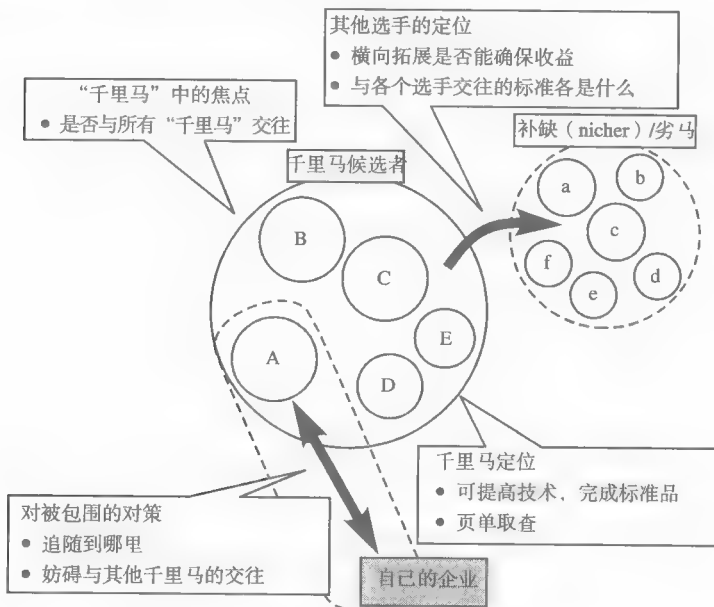 其他选手的定位
● 横向拓展是否能确保收益
● 与各个选手交往的标准各是什么
“千里马”中的焦点
● 是否与所有“千里马”交往
补缺（nicher）/劣马
千里马候选者
a
b
c
d
e
f
B
C
A
E
D
千里马定位
● 可提高技术，完成标准品
● 页单取查
对被包围的对策
● 追随到哪里
● 妨碍与其他千里马的交往
自己的企业